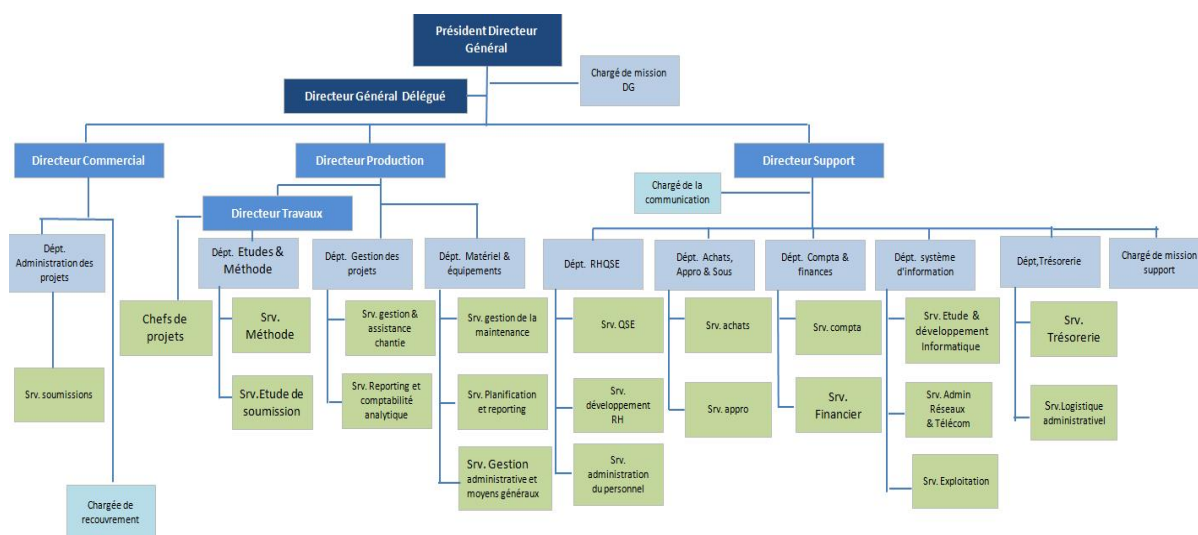 Président Directeur
Général
Chargé de mission
DG
Directeur Général Délégué
Directeur Commercial
Directeur Production
Directeur Support
Chargé de la
communication
Directeur Travaux
Dépt.
Administration des
projets
Dépt. Etudes &
Méthode
Dépt. Gestion des
projets
Dépt. Matériel &
équipements
Dépt. RHQSE
Dépt. Achats,
Appro & Sous
Dépt. Compta &
finances
Dépt. système
d'information
Dépt,Trésorerie
Chargé de mission
support
Chefs de
projets
Srv.
Méthode
Srv. gestion &
assistance
chantie
Srv. gestion de la
maintenance
Srv. QSE
Srv. achats
Srv. compta
Srv. Etude &
développement
Informatique
Srv.
Trésorerie
Srv. soumissions
Srv.Etude de
soumission
Srv. Reporting et
comptabilité
analytique
Srv. Planification
et reporting
Srv.
développement
RH
Srv. appro
Srv.
Financier
Srv. Admin
Réseaux
& Télécom
Srv.Logistique
administrativel
Srv. Gestion
administrative et
moyens généraux
Srv.
administration
du personnel
Srv. Exploitation
Chargée de
recouvrement